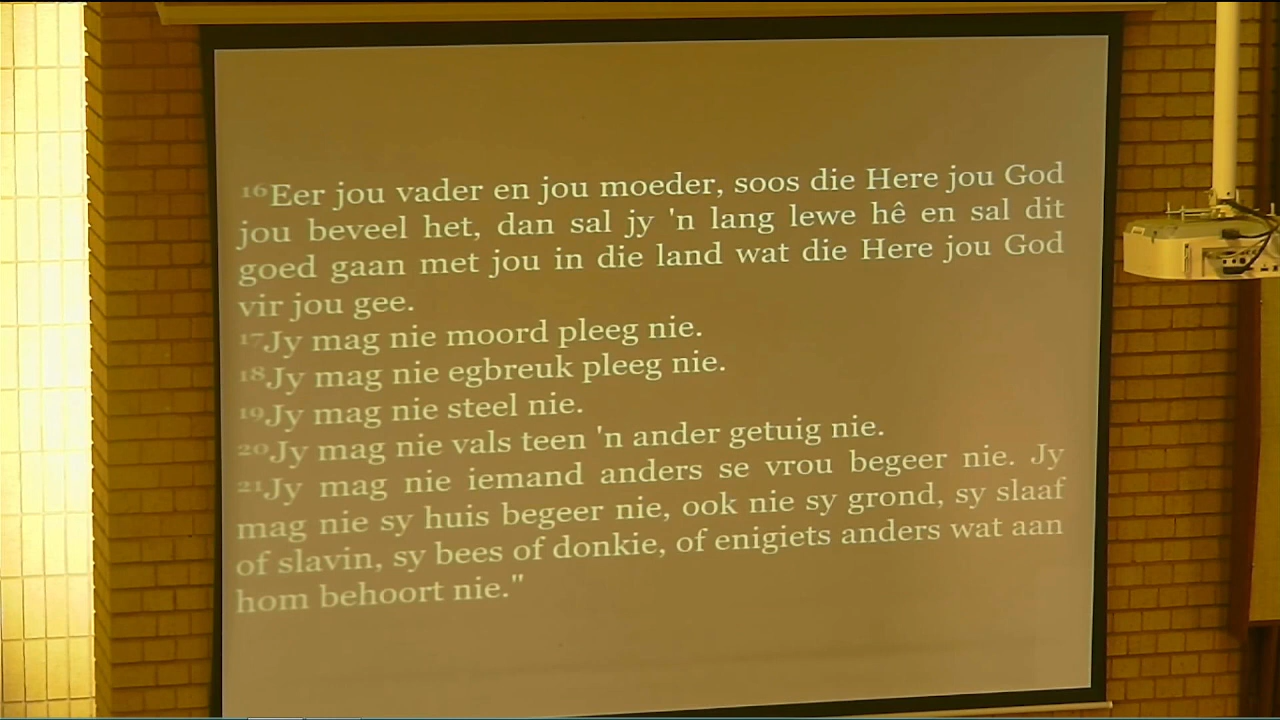 ¹⁶Eer jou vader en jou moeder, soos die Here jou God
jou beveel het, dan sal jy 'n lang lewe hê en sal dit
goed gaan met jou in die land wat die Here jou God
vir jou gee.
¹⁷Jy mag nie moord pleeg nie.
¹⁸Jy mag nie egbreuk pleeg nie.
¹⁹Jy mag nie steel nie.
²⁰Jy mag nie vals teen 'n ander getuig nie.
²¹Jy mag nie iemand anders se vrou begeer nie. Jy
mag nie sy huis begeer nie, ook nie sy grond, sy slaaf
of slavin, sy bees of donkie, of enigiets anders wat aan
hom behoort nie."